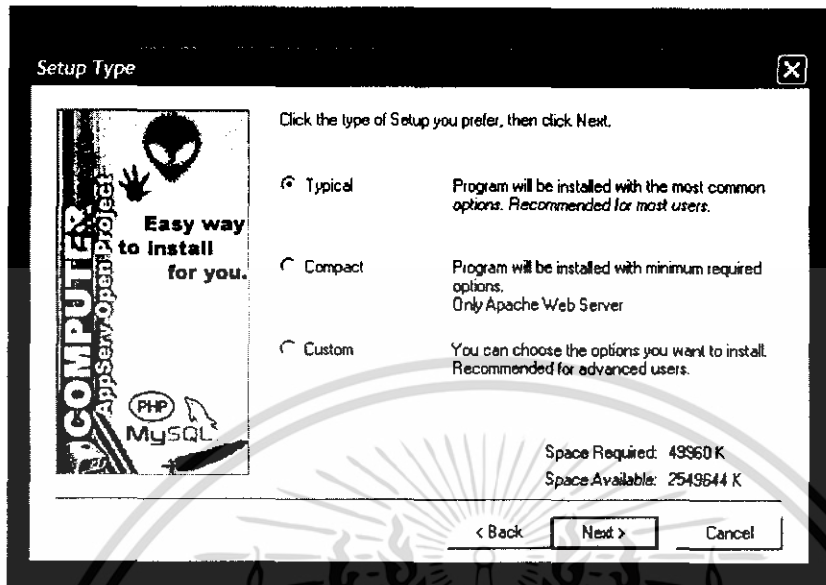 Setup Type
Click the type of Setup you prefer, then click Next.
Typical
Program will be installed with the most common
options. Recommended for most users.
Compact
Program will be installed with minimum required
options.
Only Apache Web Server
Custom
You can choose the options you want to install.
Recommended for advanced users.
COMPUTER
AppServ Open Project
Easy way
to install
for you.
PHP
MySQL
Space Required: 49960 K
Space Available: 2549644 K
< Back
Next >
Cancel